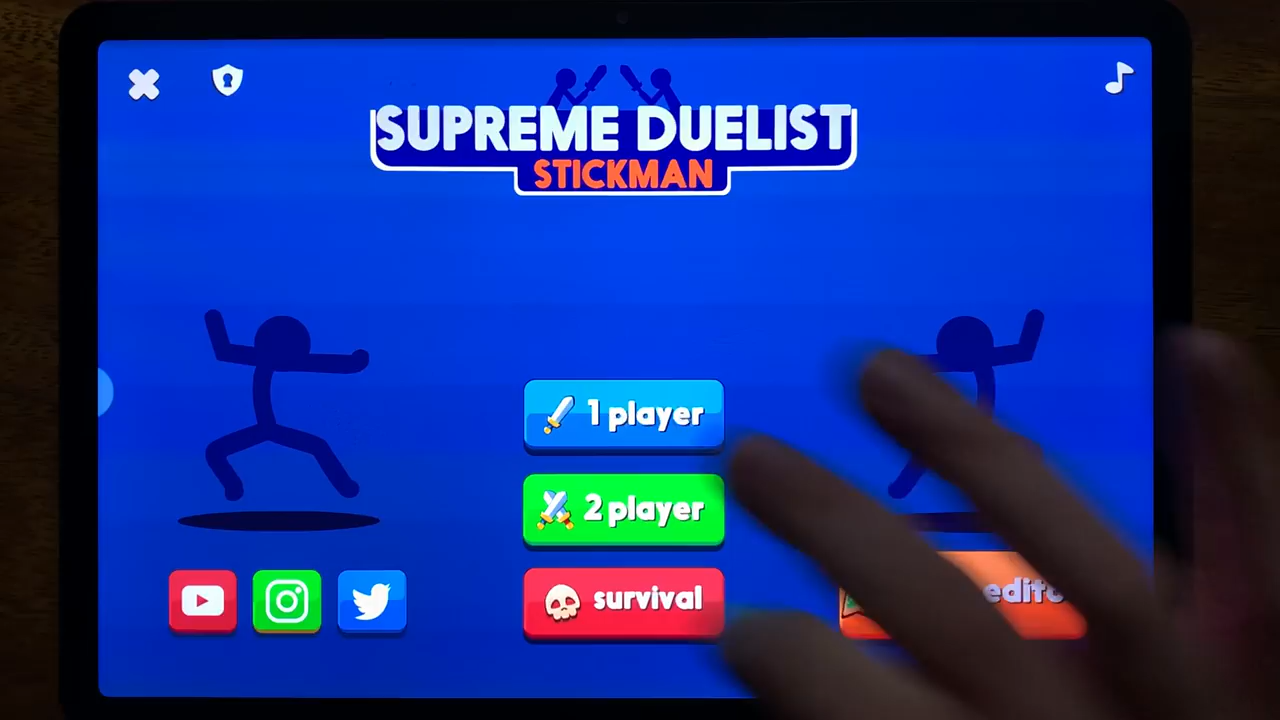 SUPREME DUELIST
STICKMAN
1 player
2 player
survival